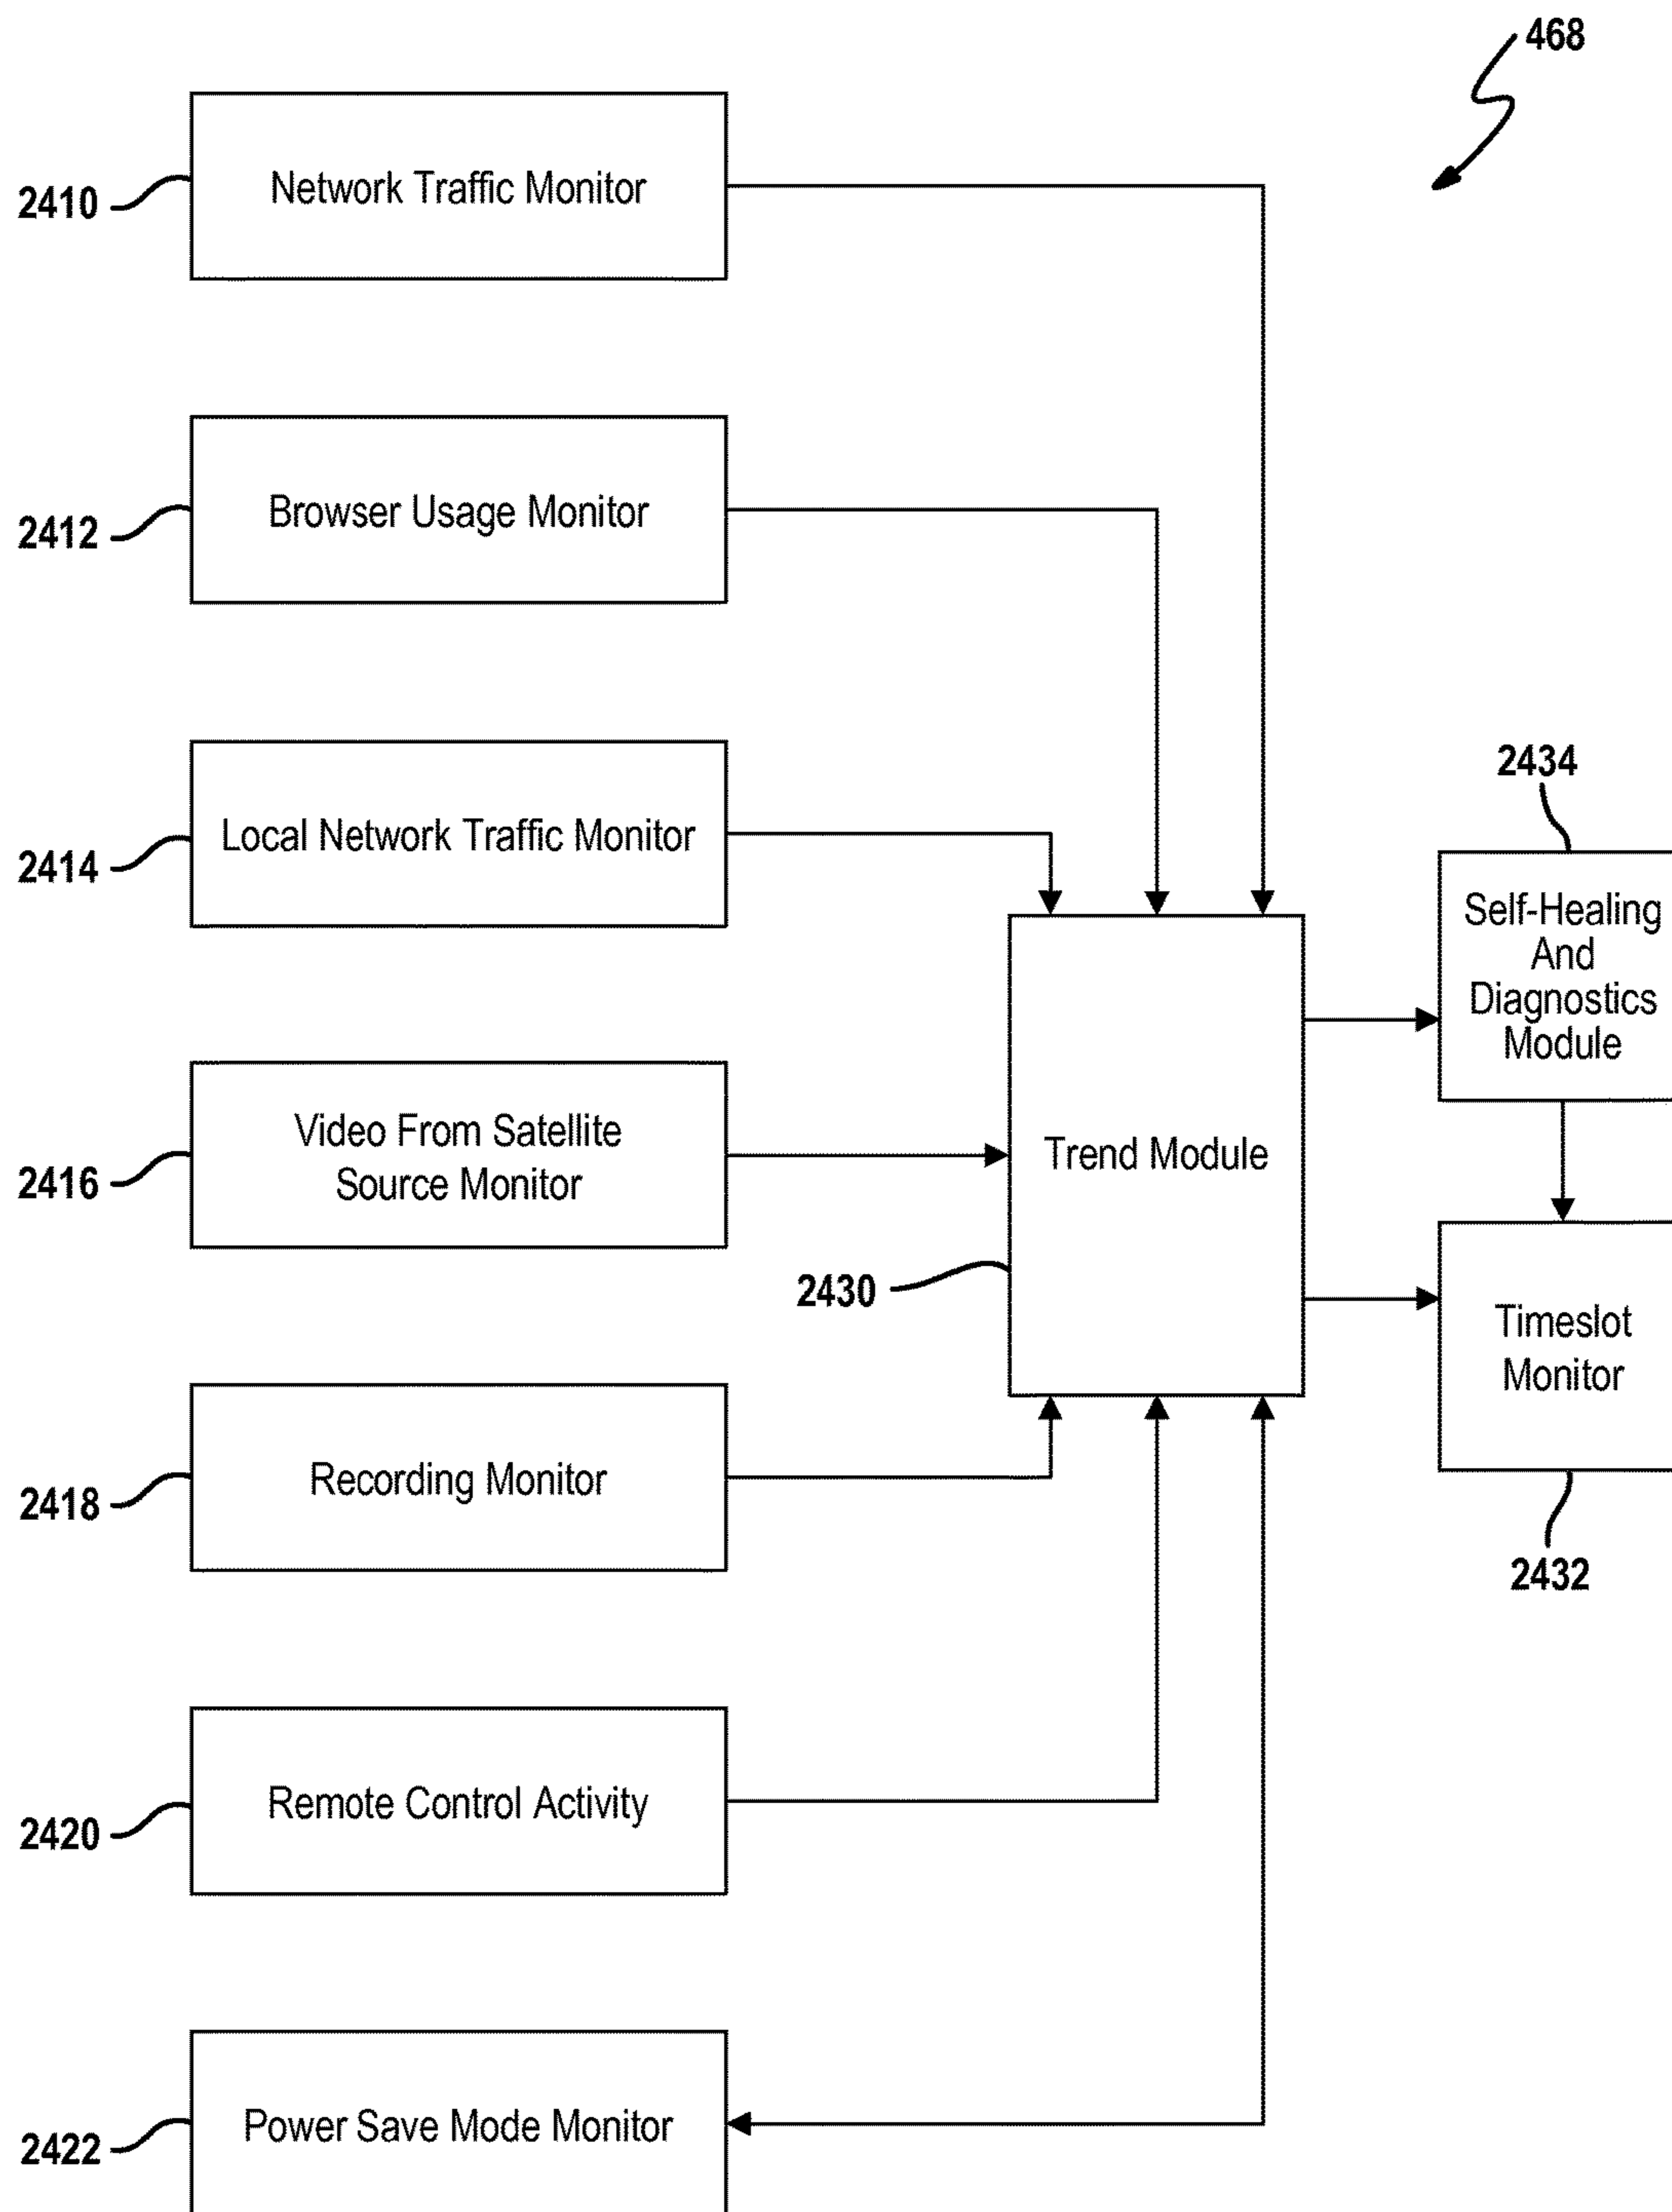 468
2410
Network Traffic Monitor
2412
Browser Usage Monitor
2414
Local Network Traffic Monitor
2434
Self-Healing
And
Diagnostics
Module
2416
Video From Satellite
Source Monitor
Trend Module
2430
Timeslot
Monitor
2432
2418
Recording Monitor
2420
Remote Control Activity
2422
Power Save Mode Monitor